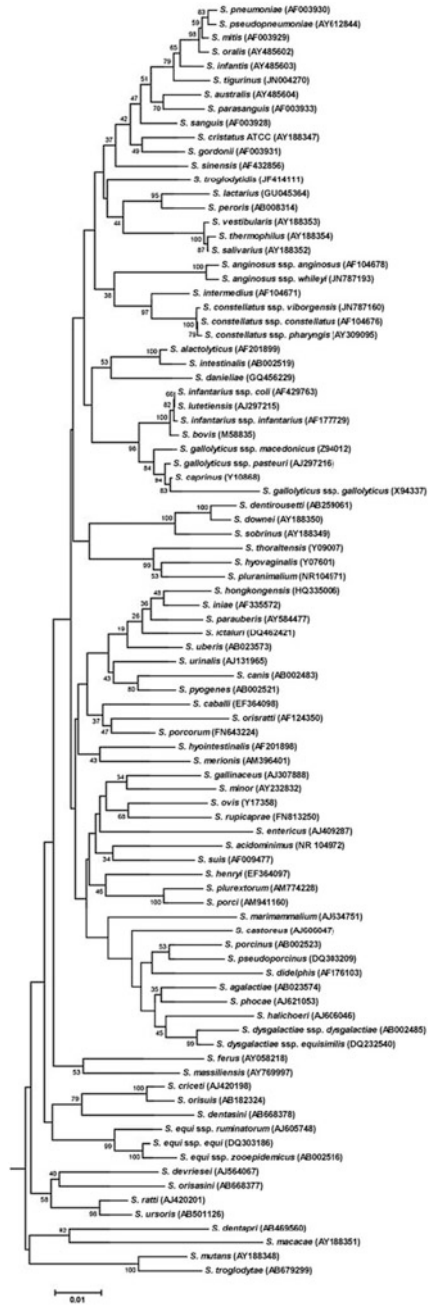 S. pneumoniae (AF003930)
S. pseudopneumoniae (AY612844)
S. mitis (AF003929)
S. oralis (AY485602)
S. infantis (AY485603)
S. tigurinus (JN004270)
S. australis (AY485604)
S. parasanguis (AF003933)
S. sanguis (AF003928)
S. cristatus ATCC (AY188347)
S. gordonii (AF003931)
S. sinensis (AF432856)
S. troglodytidis (JF414111)
S. lactarius (GU045364)
S. peroris (AB008314)
S. vestibularis (AY188353)
S. thermophilus (AY188354)
S. salivarius (AY188352)
S. anginosus ssp. anginosus (AF104678)
S. anginosus ssp. whileyi (JN787193)
S. intermedius (AF104671)
S. constellatus ssp. viborgensis (JN787160)
S. constellatus ssp. constellatus (AF104676)
S. constellatus ssp. pharyngis (AY309095)
S. alactolyticus (AF201899)
S. intestinalis (AB002519)
S. danieliae (GQ456229)
S. infantarius ssp. coli (AF429763)
S. lutetiensis (AJ297215)
S. infantarius ssp. infantarius (AF177729)
S. bovis (M58835)
S. gallolyticus ssp. macedonicus (Z94012)
S. gallolyticus ssp. pasteuri (AJ297216)
S. caprinus (Y10868)
S. gallolyticus ssp. gallolyticus (X94337)
S. dentirousetti (AB259061)
S. downei (AY188350)
S. sobrinus (AY188349)
S. thoraltensis (Y09007)
S. hyovaginalis (Y07601)
S. pluranimalium (NR104671)
S. hongkongensis (HQ335006)
S. iniae (AF335572)
S. parauberis (AY584477)
S. ictaluri (DQ462421)
S. uberis (AB023573)
S. urinalis (AJ131965)
S. canis (AB002483)
S. pyogenes (AB002521)
S. caballi (EF364098)
S. orisratti (AF124350)
S. porcorum (FN643224)
S. hyointestinalis (AF201898)
S. merionis (AM396401)
S. gallinaceus (AJ307888)
S. minor (AY232832)
S. ovis (Y17358)
S. rupicaprae (FN813250)
S. entericus (AJ409287)
S. acidominimus (NR 104972)
S. suis (AF009477)
S. henryi (EF364097)
S. plurextorum (AM774228)
S. porci (AM941160)
S. marimammalium (AJ634751)
S. castoreus (AJ606047)
S. porcinus (AB002523)
S. pseudoporcinus (DQ303209)
S. didelphis (AF176103)
S. agalactiae (AB023574)
S. phocae (AJ621053)
S. halichoeri (AJ606046)
S. dysgalactiae ssp. dysgalactiae (AB002485)
S. dysgalactiae ssp. equisimilis (DQ232540)
S. ferus (AY058218)
S. massiliensis (AY769997)
S. criceti (AJ420198)
S. orisuis (AB182324)
S. dentasini (AB668378)
S. equi ssp. ruminatorum (AJ605748)
S. equi ssp. equi (DQ303186)
S. equi ssp. zooepidemicus (AB002516)
S. devriesei (AJ564067)
S. orisasini (AB668377)
S. ratti (AJ420201)
S. ursoris (AB501126)
S. dentapri (AB469560)
S. macacae (AY188351)
S. mutans (AY188348)
S. troglodytae (AB679299)
0.01